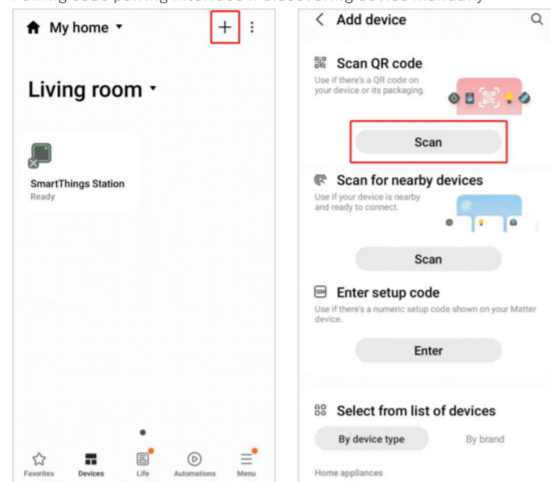 My home
Living room
SmartThings Station
Ready
Favorites
Devices
Life
Automations
Menu
Add device
Scan QR code
Use if there's a QR code on
your device or its packaging.
Scan
Scan for nearby devices
Use if your device is nearby
and ready to connect.
Scan
Enter setup code
Use if there's a numeric setup code shown on your Matter
device.
Enter
Select from list of devices
By device type
By brand
Home appliances